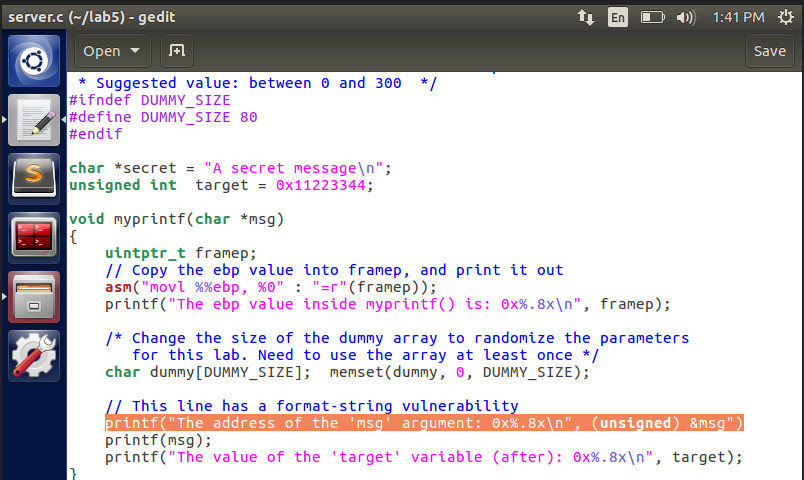 server.c (~/lab5) - gedit
En
1:41 PM
Open
Save
* Suggested value: between 0 and 300  */
#ifndef DUMMY_SIZE
#define DUMMY_SIZE 80
#endif
char *secret = "A secret message\n";
unsigned int  target = 0x11223344;
void myprintf(char *msg)
{
    uintptr_t framep;
    // Copy the ebp value into framep, and print it out
    asm("movl %%ebp, %0" : "=r"(framep));
    printf("The ebp value inside myprintf() is: 0x%.8x\n", framep);
    /* Change the size of the dummy array to randomize the parameters
       for this lab. Need to use the array at least once */
    char dummy[DUMMY_SIZE];  memset(dummy, 0, DUMMY_SIZE);
    // This line has a format-string vulnerability
    printf("The address of the 'msg' argument: 0x%.8x\n", (unsigned) &msg")
    printf(msg);
    printf("The value of the 'target' variable (after): 0x%.8x\n", target);
}